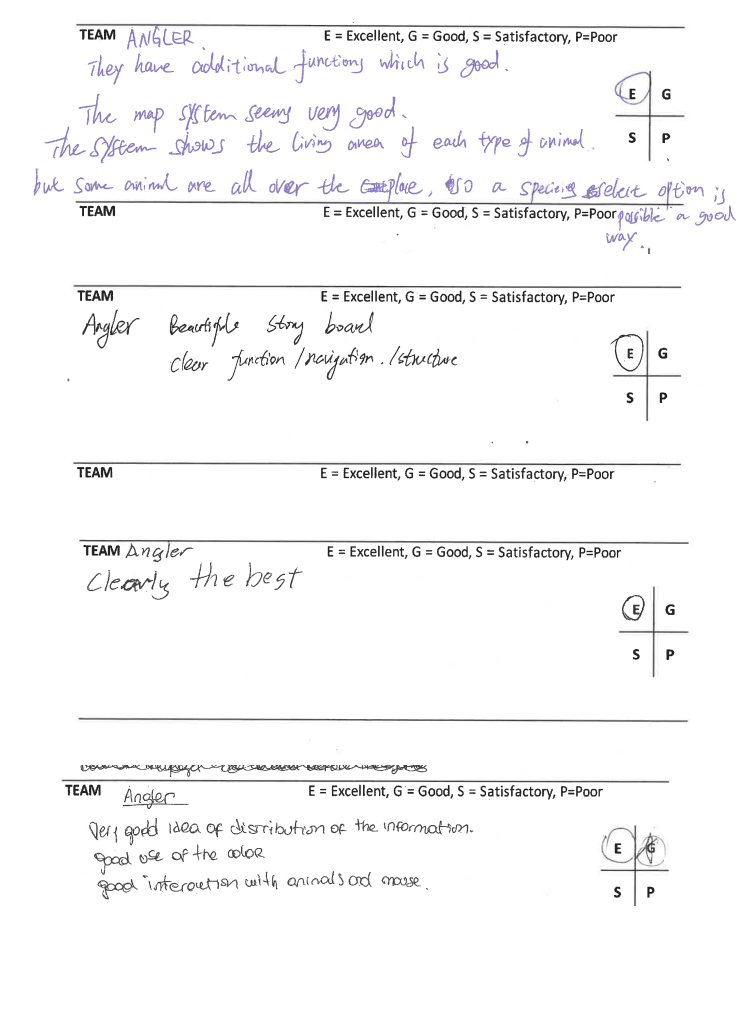 TEAM ANGLER. E = Excellent, G = Good, S = Satisfactory, P=Poor
They have additional functions which is good.
E G
The map system seems very good.
S P
The system shows the living area of each type of animal.
but some animal are all over the place, so a species select option is
possible a good
way.
TEAM E = Excellent, G = Good, S = Satisfactory, P=Poor
TEAM E = Excellent, G = Good, S = Satisfactory, P=Poor
Angler Beautiful story board
clear function / navigation . / structure
E G
S P
TEAM E = Excellent, G = Good, S = Satisfactory, P=Poor
TEAM Angler E = Excellent, G = Good, S = Satisfactory, P=Poor
Clearly the best
E G
S P
TEAM Angler E = Excellent, G = Good, S = Satisfactory, P=Poor
Very good idea of distribution of the information.
good use of the color
good interaction with animals and mouse.
E G
S P